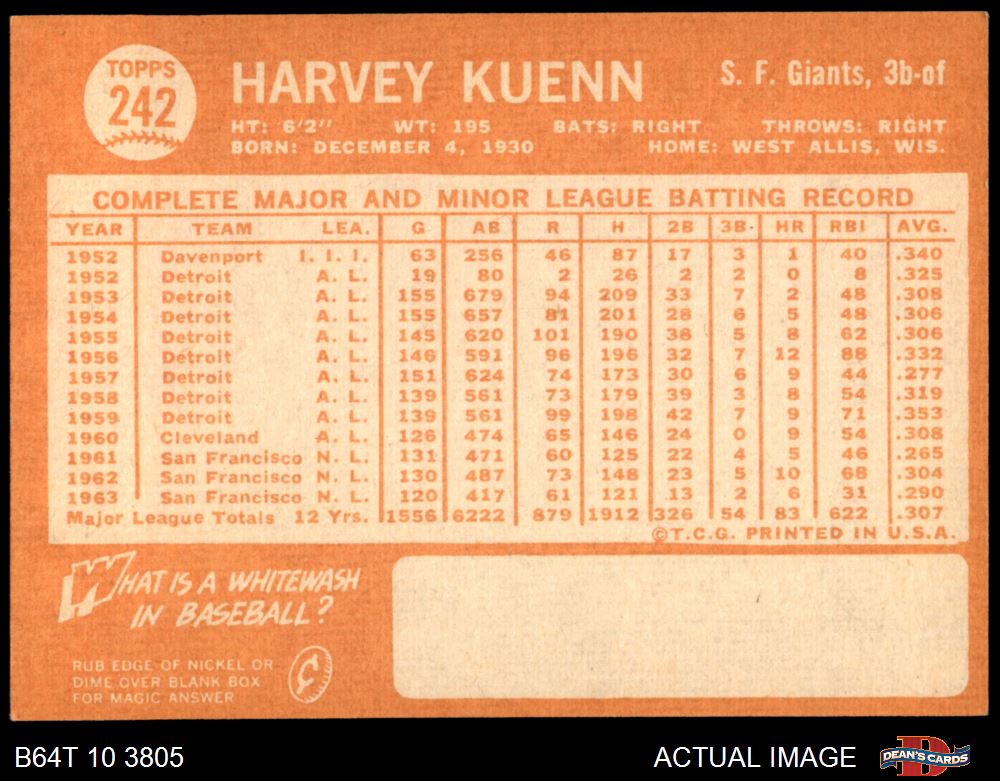 TOPPS
242
HARVEY KUENN
S. F. Giants, 3b-of
HT: 6'2" WT: 195 BATS: RIGHT THROWS: RIGHT
BORN: DECEMBER 4, 1930 HOME: WEST ALLIS, WIS.
COMPLETE MAJOR AND MINOR LEAGUE BATTING RECORD
YEAR TEAM LEA. G AB R H 2B 3B HR RBI AVG.
1952 Davenport I. I. I. 63 256 46 87 17 3 1 40 .340
1952 Detroit A. L. 19 80 2 26 2 2 0 8 .325
1953 Detroit A. L. 155 679 94 209 33 7 2 48 .308
1954 Detroit A. L. 155 657 81 201 28 6 5 48 .306
1955 Detroit A. L. 145 620 101 190 38 5 8 62 .306
1956 Detroit A. L. 146 591 96 196 32 7 12 88 .332
1957 Detroit A. L. 151 624 74 173 30 6 9 44 .277
1958 Detroit A. L. 139 561 73 179 39 3 8 54 .319
1959 Detroit A. L. 139 561 99 198 42 7 9 71 .353
1960 Cleveland A. L. 126 474 65 146 24 0 9 54 .308
1961 San Francisco N. L. 131 471 60 125 22 4 5 46 .265
1962 San Francisco N. L. 130 487 73 148 23 5 10 68 .304
1963 San Francisco N. L. 120 417 61 121 13 2 6 31 .290
Major League Totals 12 Yrs. 1556 6222 879 1912 326 54 83 622 .307
©T.C.G. PRINTED IN U.S.A.
WHAT IS A WHITEWASH
IN BASEBALL?
RUB EDGE OF NICKEL OR
DIME OVER BLANK BOX
FOR MAGIC ANSWER
B64T 10 3805
ACTUAL IMAGE
DEAN'S CARDS